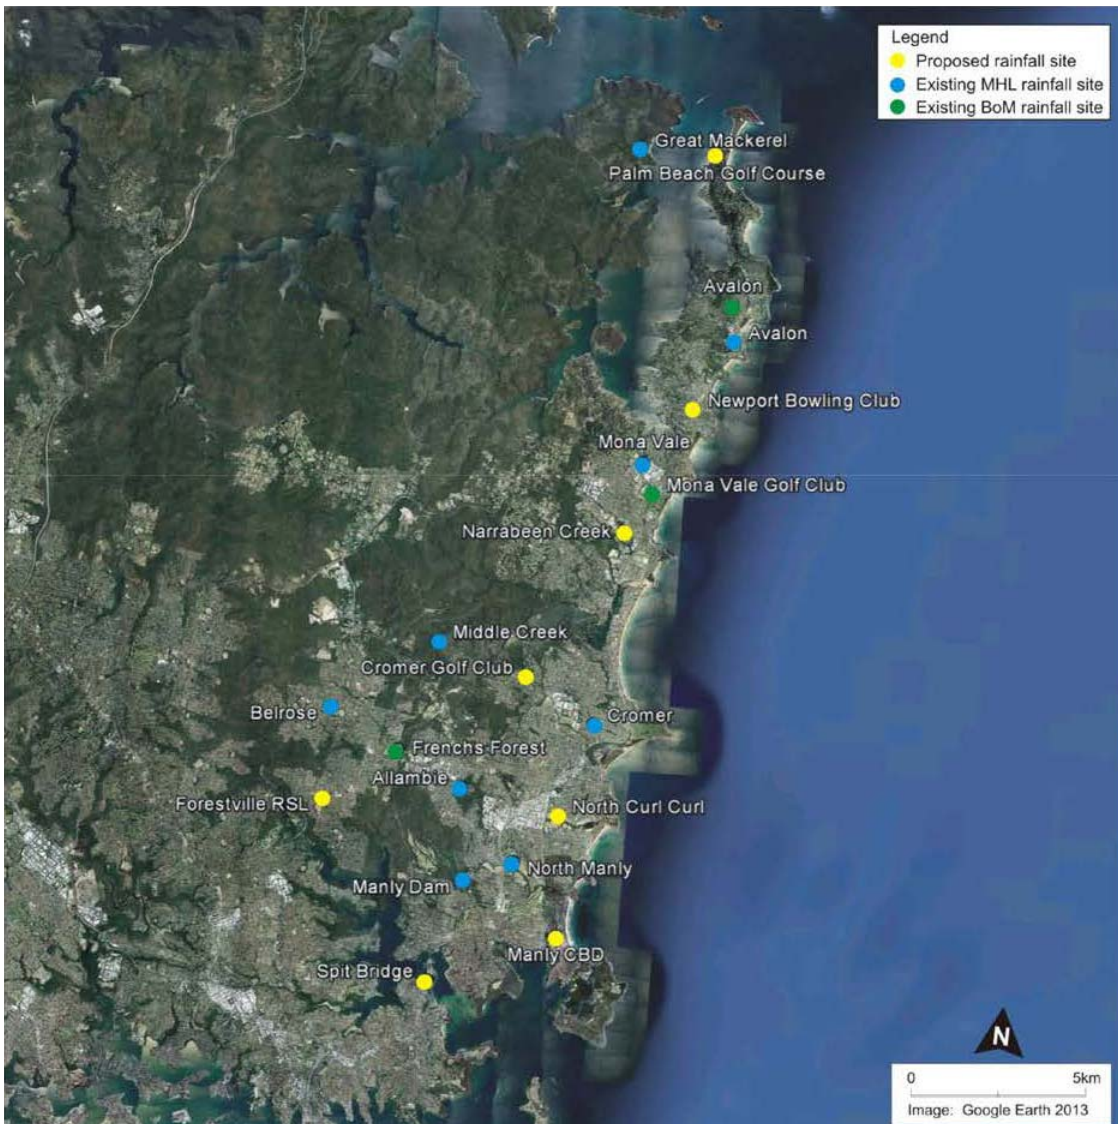 Legend
Proposed rainfall site
Existing MHL rainfall site
Existing BoM rainfall site
Great Mackerel
Palm Beach Golf Course
Avalon
Avalon
Newport Bowling Club
Mona Vale
Mona Vale Golf Club
Narrabeen Creek
Middle Creek
Cromer Golf Club
Belrose
Cromer
Frenchs Forest
Allambie
Forestville RSL
North Curl Curl
North Manly
Manly Dam
Manly CBD
Spit Bridge
N
0 5km
Image: Google Earth 2013